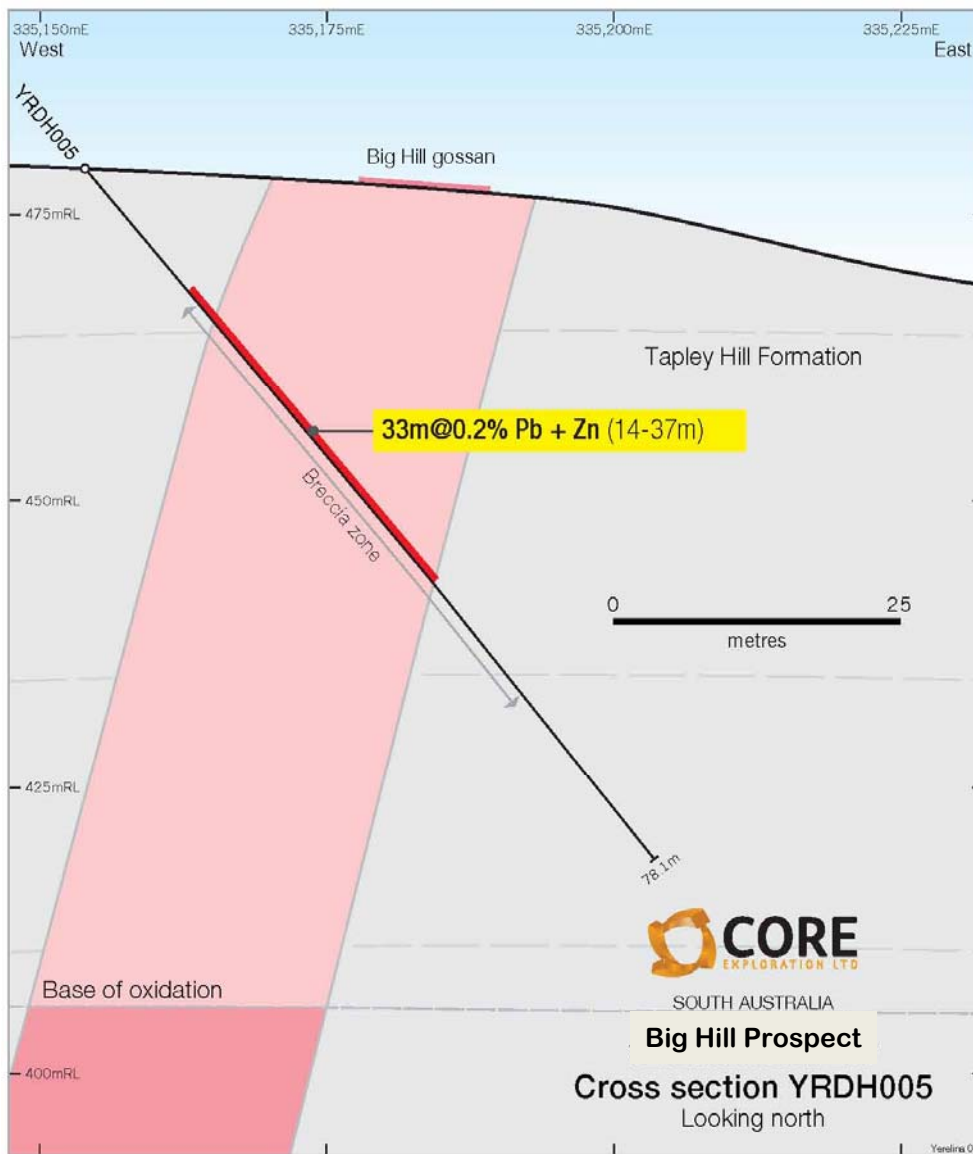 335,150mE
335,175mE
335,200mE
335,225mE
West
East
YRDH005
Big Hill gossan
475mRL
Tapley Hill Formation
33m@0.2% Pb + Zn (14-37m)
Breccia zone
450mRL
0
25
metres
425mRL
78.1m
CORE
EXPLORATION LTD
Base of oxidation
SOUTH AUSTRALIA
Big Hill Prospect
400mRL
Cross section YRDH005
Looking north